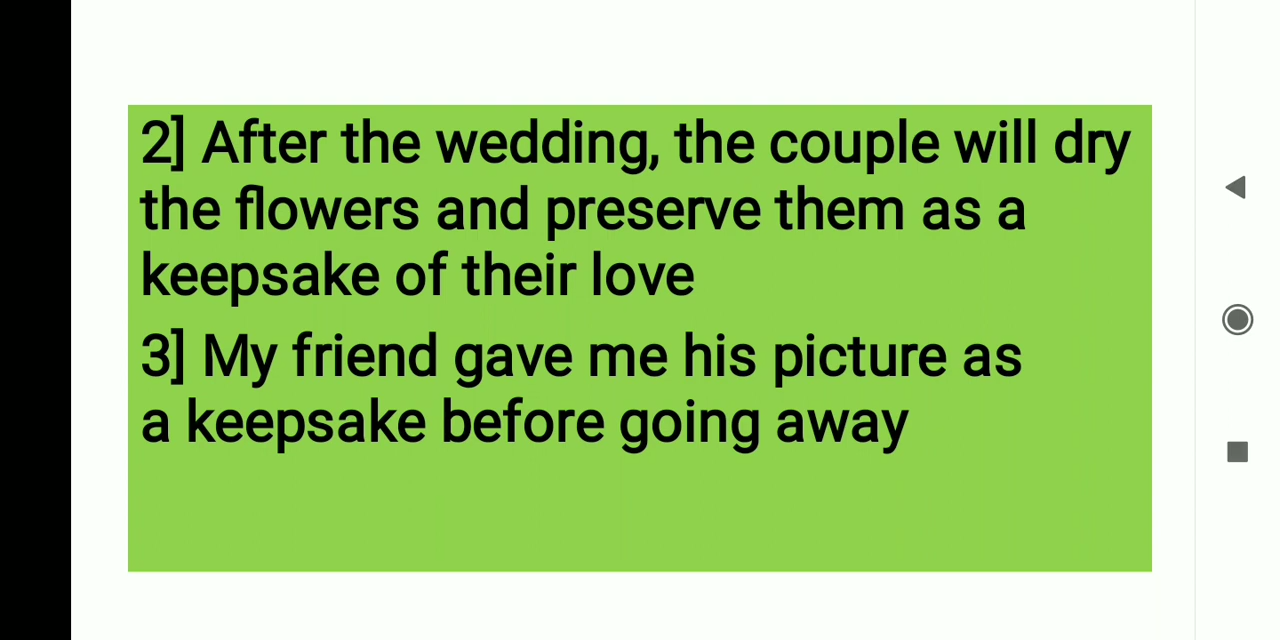 2] After the wedding, the couple will dry
the flowers and preserve them as a
keepsake of their love
3] My friend gave me his picture as
a keepsake before going away